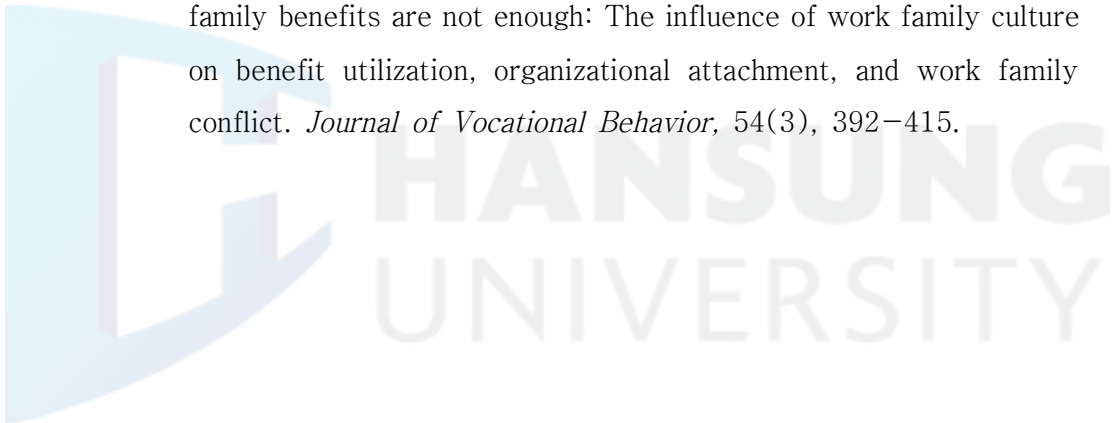 family benefits are not enough: The influence of work family culture
on benefit utilization, organizational attachment, and work family
conflict. Journal of Vocational Behavior, 54(3), 392-415.
HANSUNG
UNIVERSITY